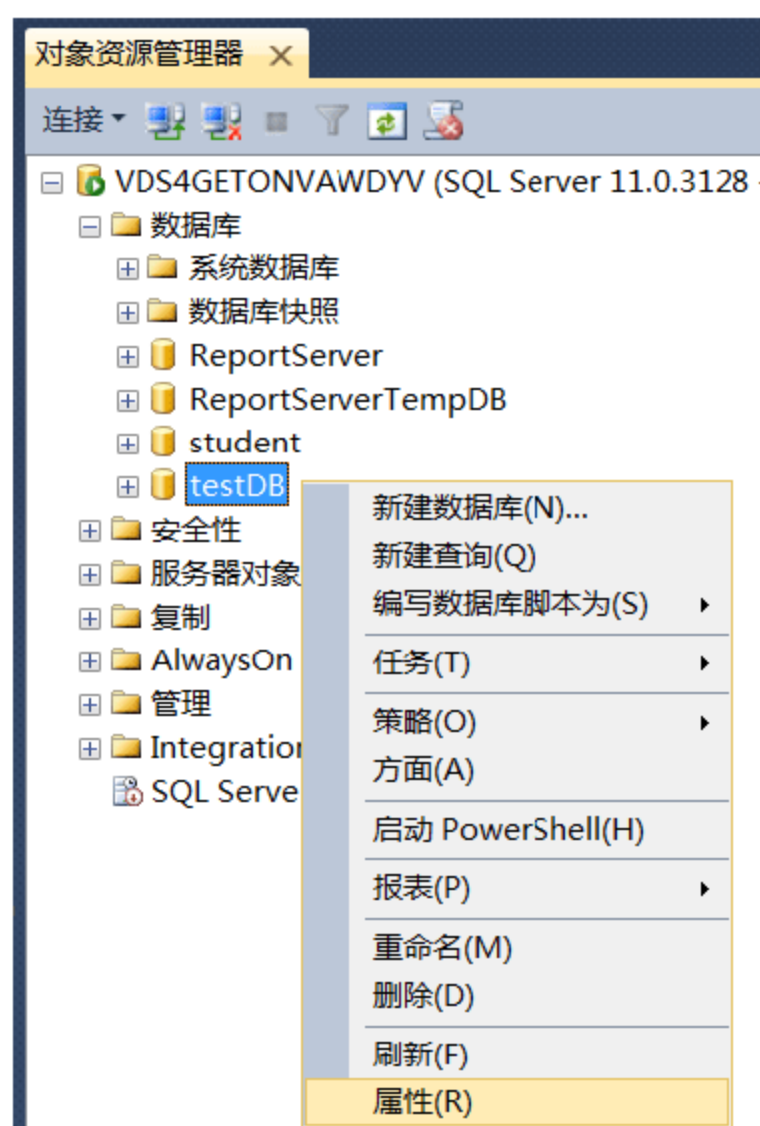 对象资源管理器
连接
VDS4GETONVAWDYV (SQL Server 11.0.3128 -
数据库
系统数据库
数据库快照
ReportServer
ReportServerTempDB
student
testDB
安全性
服务器对象
复制
AlwaysOn
管理
Integration
SQL Serve
新建数据库(N)...
新建查询(Q)
编写数据库脚本为(S)
任务(T)
策略(O)
方面(A)
启动 PowerShell(H)
报表(P)
重命名(M)
删除(D)
刷新(F)
属性(R)